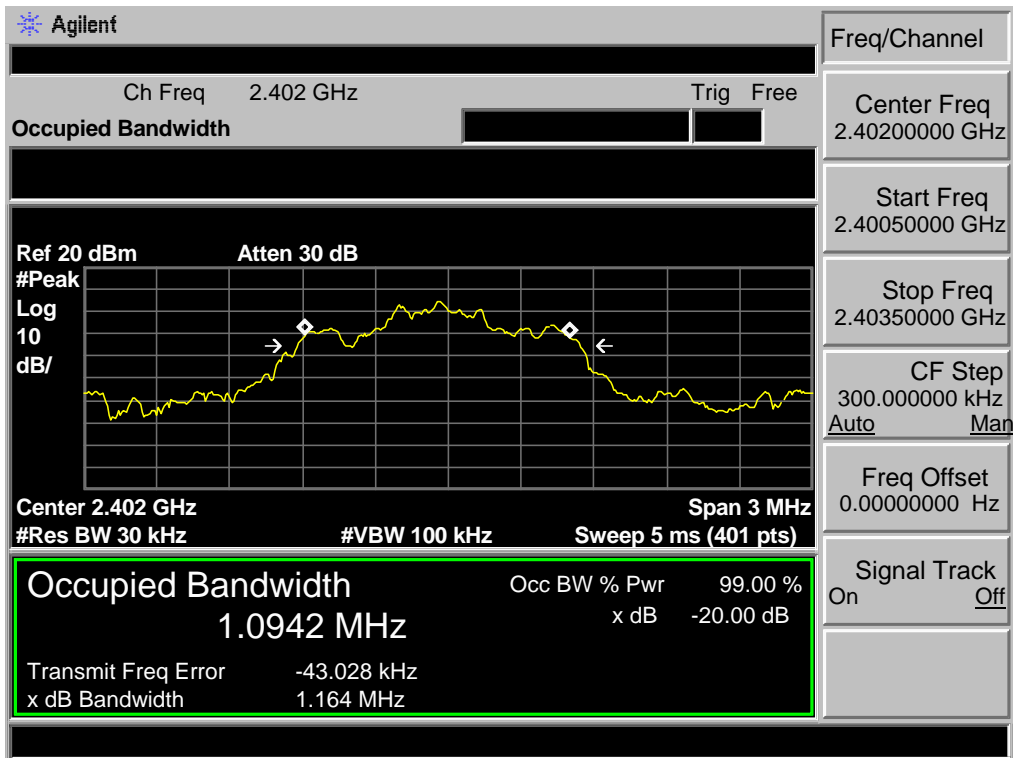 Agilent
Freq/Channel
Ch Freq 2.402 GHz Trig Free
Occupied Bandwidth
Center Freq
2.40200000 GHz
Start Freq
2.40050000 GHz
Stop Freq
2.40350000 GHz
CF Step
300.000000 kHz
Auto Man
Freq Offset
0.00000000 Hz
Signal Track
On Off
Ref 20 dBm Atten 30 dB
#Peak
Log
10
dB/
Center 2.402 GHz Span 3 MHz
#Res BW 30 kHz #VBW 100 kHz Sweep 5 ms (401 pts)
Occupied Bandwidth Occ BW % Pwr 99.00 %
1.0942 MHz x dB -20.00 dB
Transmit Freq Error -43.028 kHz
x dB Bandwidth 1.164 MHz